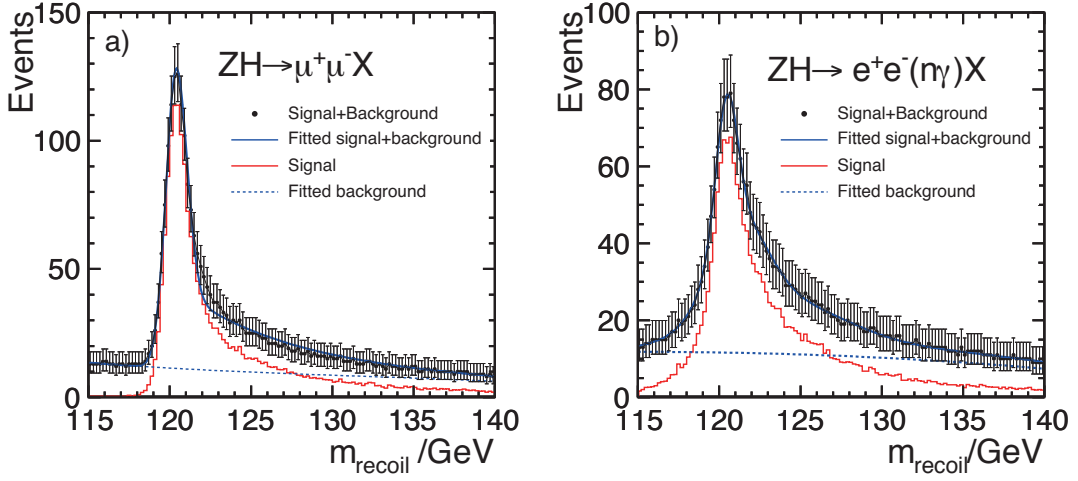 Events
150
100
50
0
a)
ZH→μ⁺μ⁻X
Signal+Background
Fitted signal+background
Signal
Fitted background
115 120 125 130 135 140
m_recoil/GeV
Events
100
80
60
40
20
0
b)
ZH→ e⁺e⁻(nγ)X
Signal+Background
Fitted signal+background
Signal
Fitted background
115 120 125 130 135 140
m_recoil/GeV